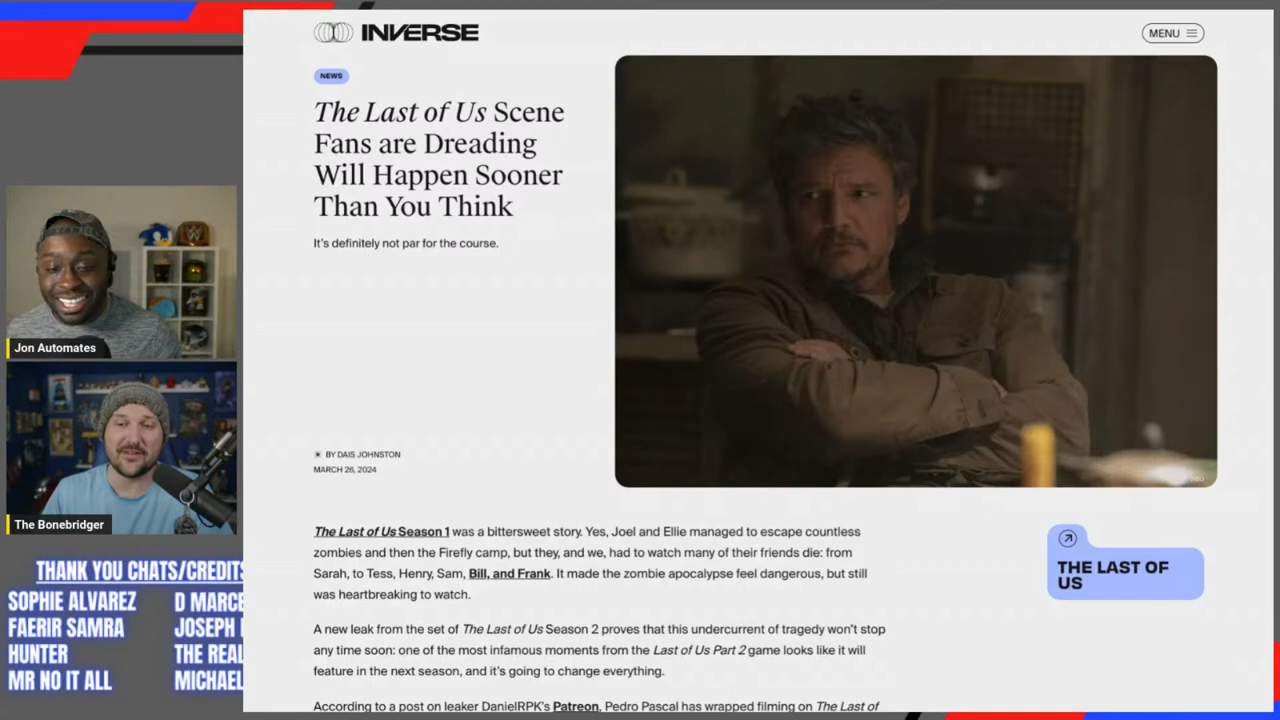 INVERSE
MENU
NEWS
The Last of Us Scene
Fans are Dreading
Will Happen Sooner
Than You Think
It's definitely not par for the course.
BY DAIS JOHNSTON
MARCH 26, 2024
HBO
The Last of Us Season 1 was a bittersweet story. Yes, Joel and Ellie managed to escape countless
zombies and then the Firefly camp, but they, and we, had to watch many of their friends die: from
Sarah, to Tess, Henry, Sam, Bill, and Frank. It made the zombie apocalypse feel dangerous, but still
was heartbreaking to watch.
A new leak from the set of The Last of Us Season 2 proves that this undercurrent of tragedy won't stop
any time soon: one of the most infamous moments from the Last of Us Part 2 game looks like it will
feature in the next season, and it's going to change everything.
According to a post on leaker DanielRPK's Patreon, Pedro Pascal has wrapped filming on The Last of
THE LAST OF
US
Jon Automates
The Bonebridger
THANK YOU CHATS/CREDITS
SOPHIE ALVAREZ
FAERIR SAMRA
HUNTER
MR NO IT ALL
D MARCE
JOSEPH
THE REAL
MICHAEL